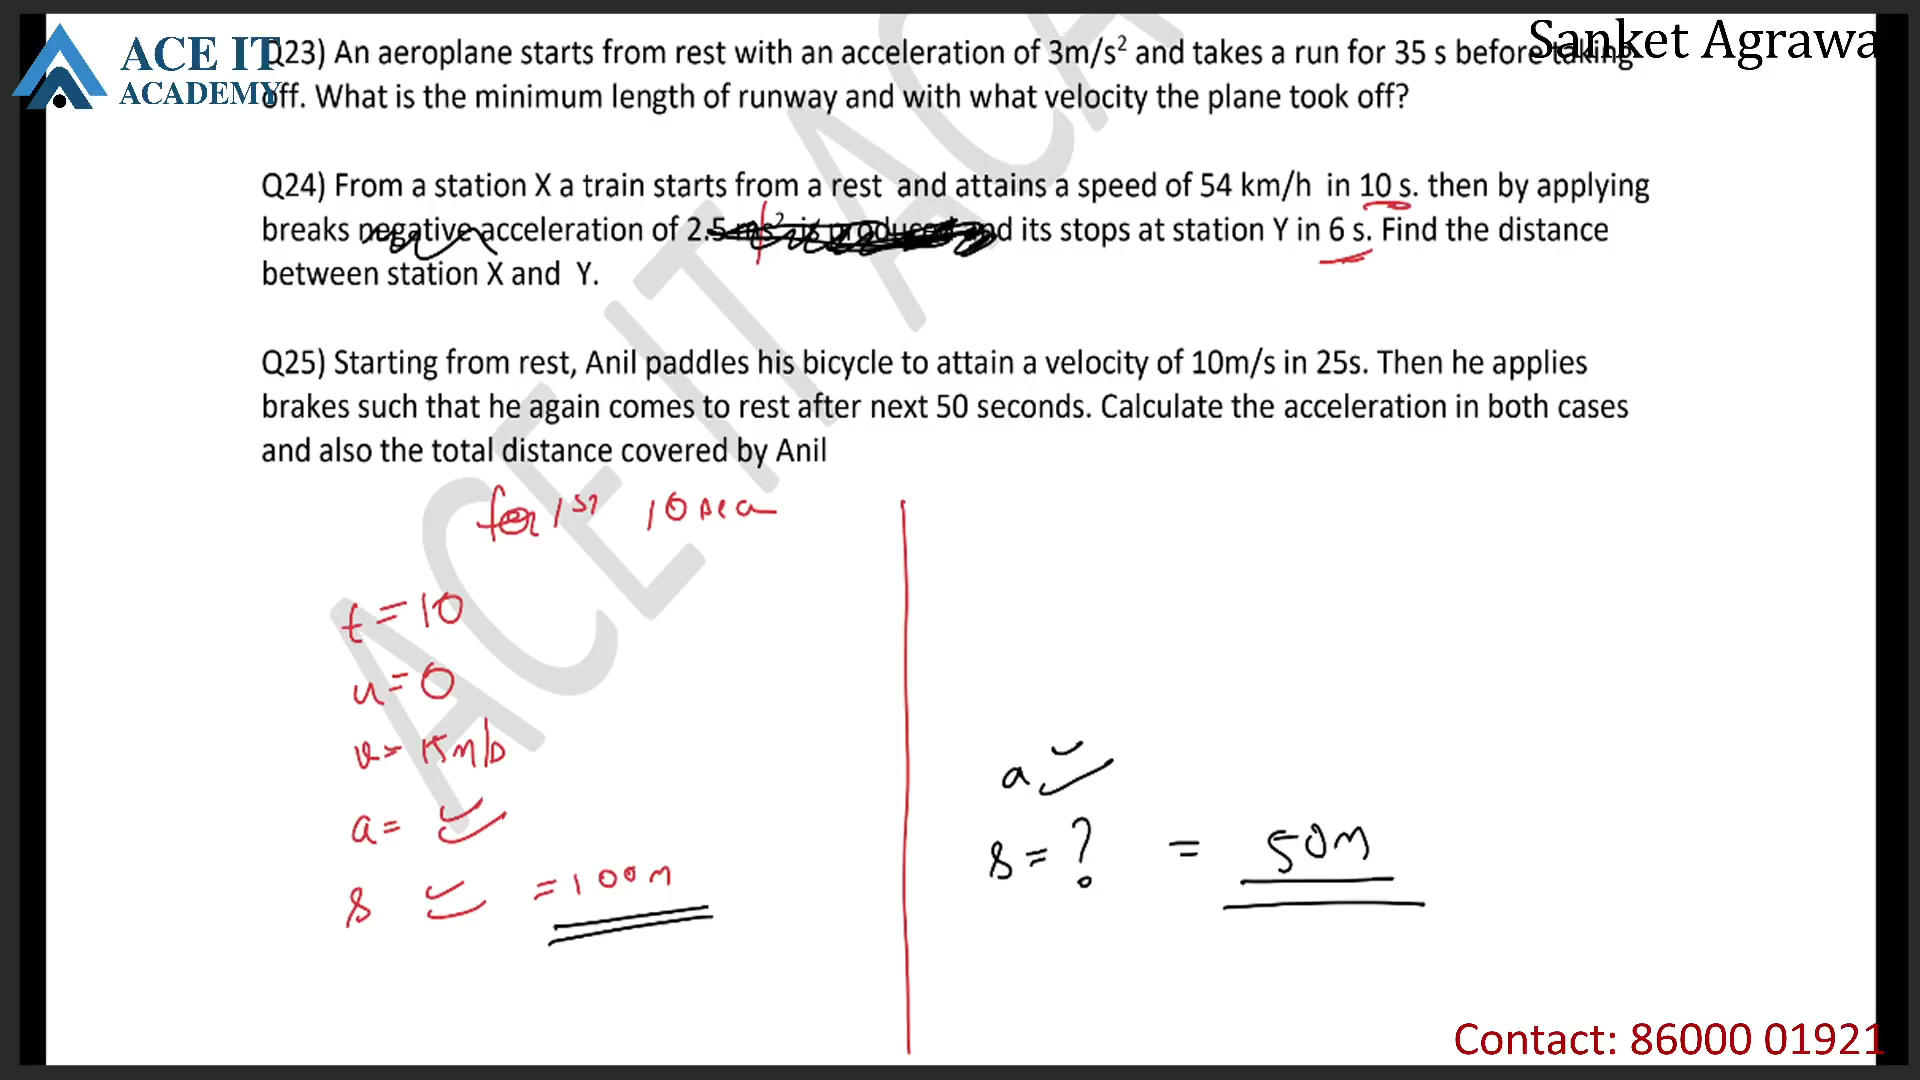 ACE IT
ACADEMY
Sanket Agrawa
Q23) An aeroplane starts from rest with an acceleration of 3m/s² and takes a run for 35 s before taking
off. What is the minimum length of runway and with what velocity the plane took off?
Q24) From a station X a train starts from a rest and attains a speed of 54 km/h in 10 s. then by applying
breaks negative acceleration of 2.5 m/s² is produced and its stops at station Y in 6 s. Find the distance
between station X and Y.
Q25) Starting from rest, Anil paddles his bicycle to attain a velocity of 10m/s in 25s. Then he applies
brakes such that he again comes to rest after next 50 seconds. Calculate the acceleration in both cases
and also the total distance covered by Anil
for 1st 10 sec
t = 10
u = 0
v = 15 m/s
a =
s = 100m
a
s = ? = 50m
ACE IT ACA
Contact: 86000 01921